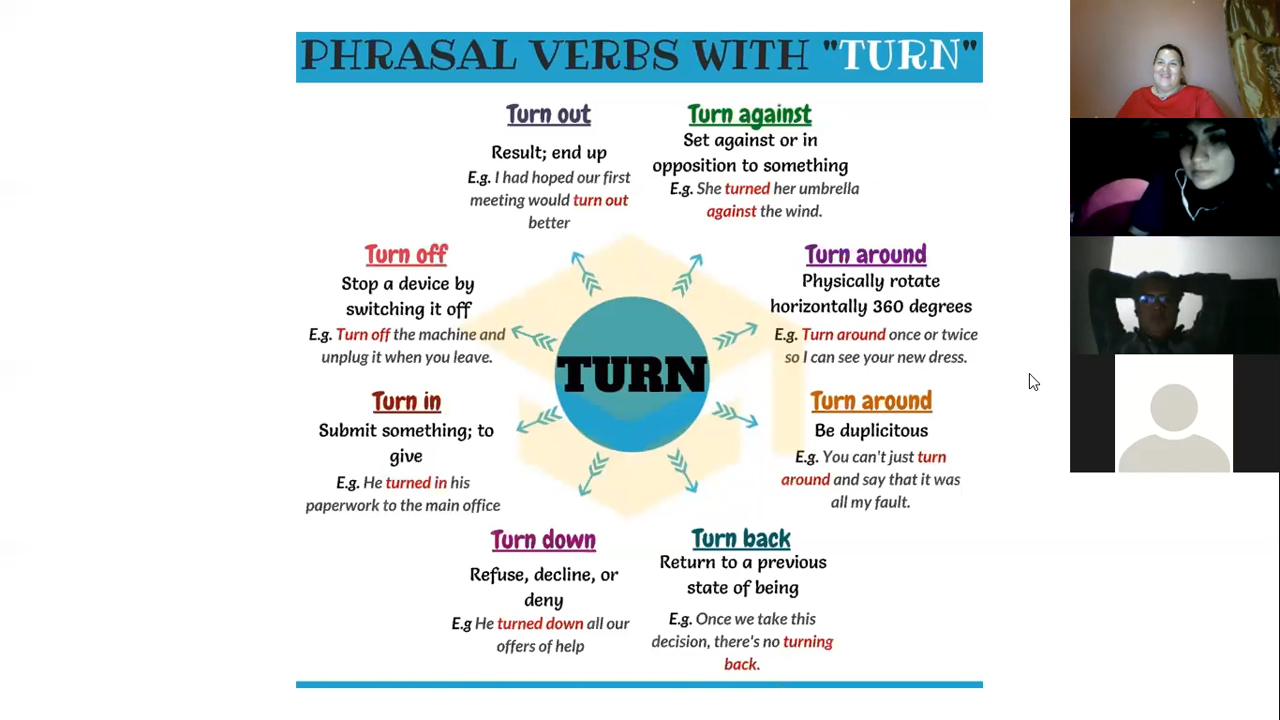 PHRASAL VERBS WITH "TURN"
Turn out
Result; end up
E.g. I had hoped our first
meeting would turn out
better
Turn against
Set against or in
opposition to something
E.g. She turned her umbrella
against the wind.
Turn off
Stop a device by
switching it off
E.g. Turn off the machine and
unplug it when you leave.
Turn around
Physically rotate
horizontally 360 degrees
E.g. Turn around once or twice
so I can see your new dress.
TURN
Turn in
Submit something; to
give
E.g. He turned in his
paperwork to the main office
Turn around
Be duplicitous
E.g. You can't just turn
around and say that it was
all my fault.
Turn down
Refuse, decline, or
deny
E.g He turned down all our
offers of help
Turn back
Return to a previous
state of being
E.g. Once we take this
decision, there's no turning
back.